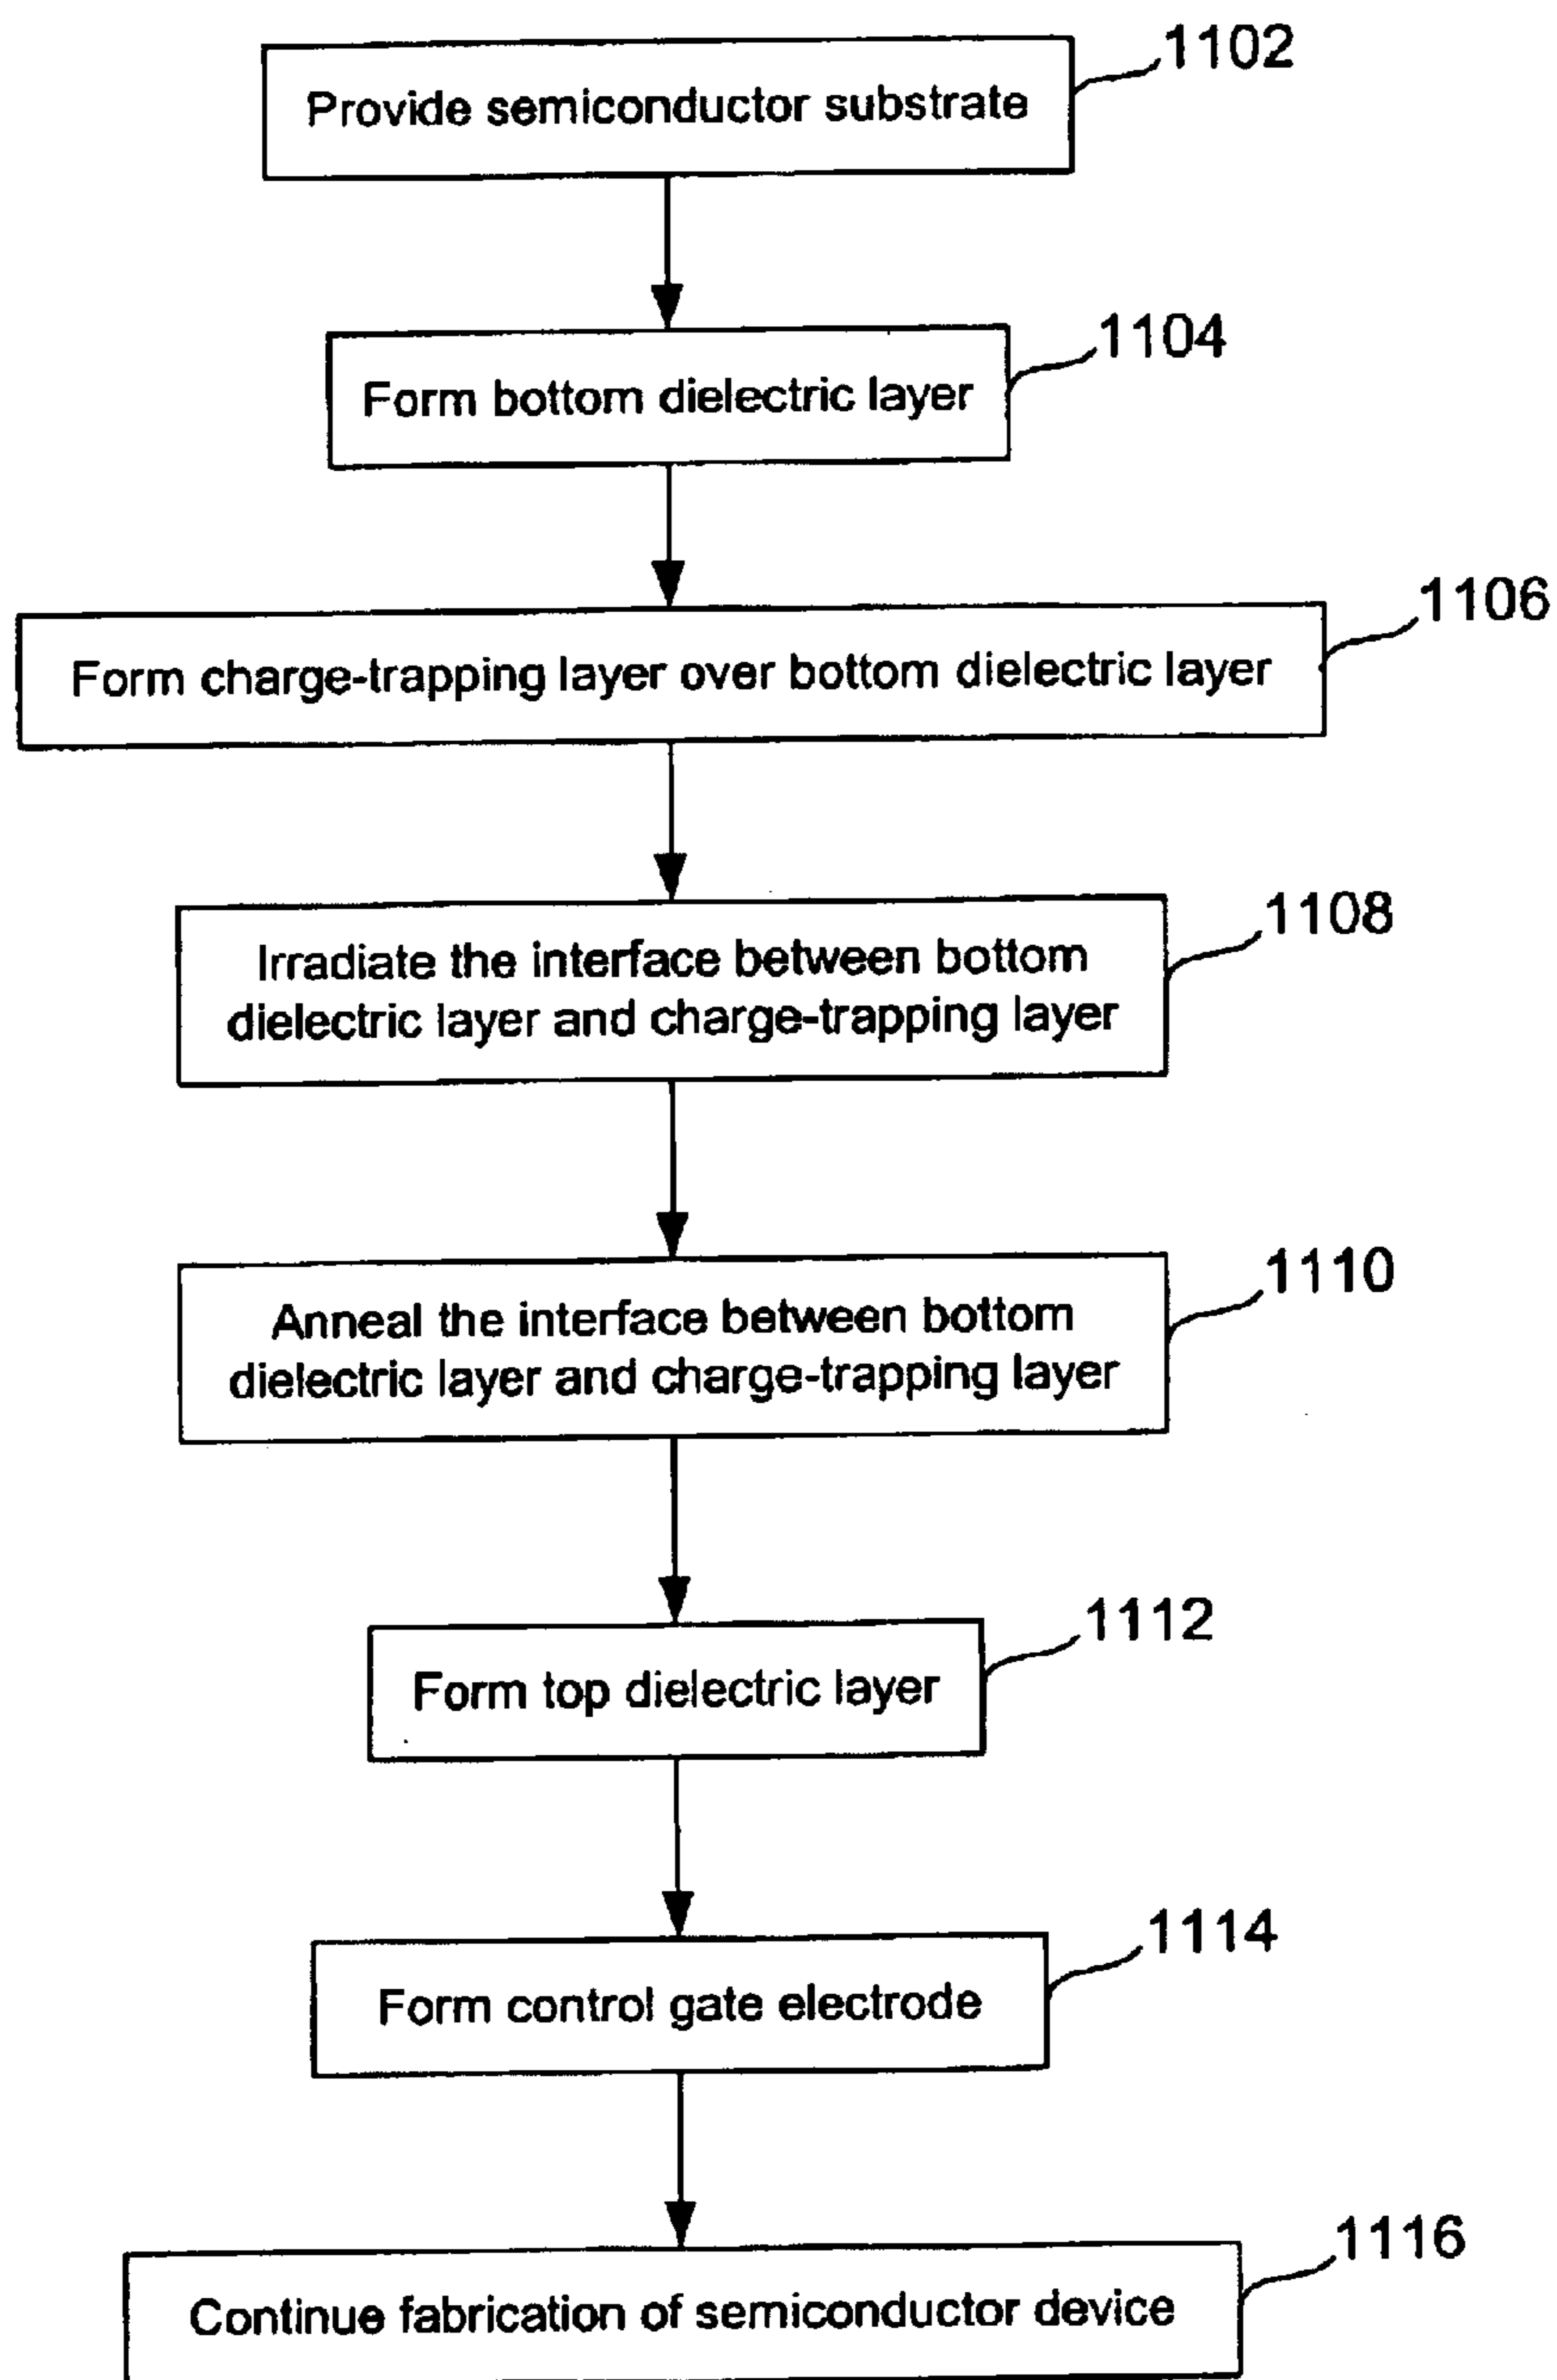 1102
Provide semiconductor substrate
1104
Form bottom dielectric layer
1106
Form charge-trapping layer over bottom dielectric layer
1108
Irradiate the interface between bottom
dielectric layer and charge-trapping layer
1110
Anneal the interface between bottom
dielectric layer and charge-trapping layer
1112
Form top dielectric layer
1114
Form control gate electrode
1116
Continue fabrication of semiconductor device